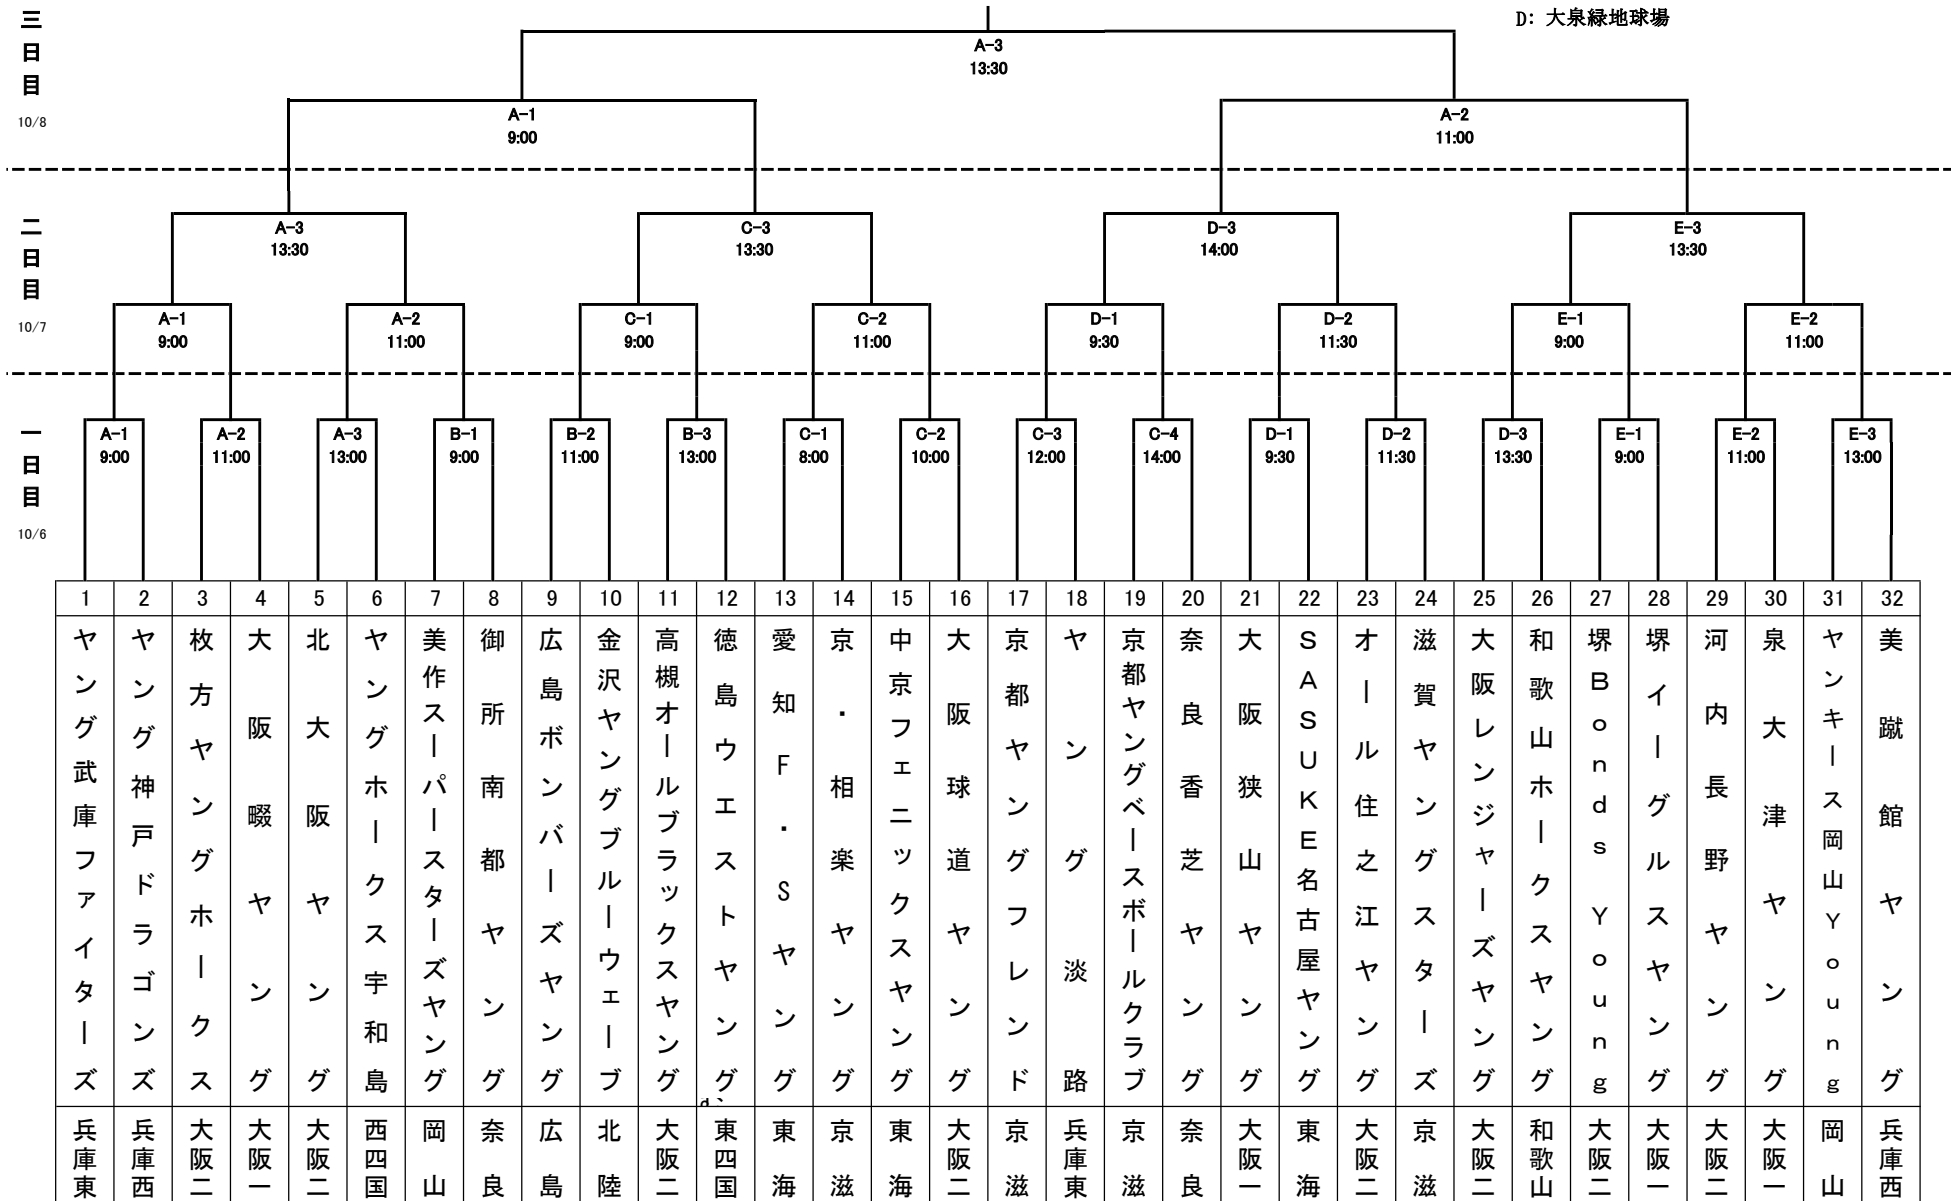 D: 大泉緑地球場
三日目
10/8
A-3
13:30
A-1
9:00
A-2
11:00
二日目
10/7
A-3
13:30
C-3
13:30
D-3
14:00
E-3
13:30
A-1
9:00
A-2
11:00
C-1
9:00
C-2
11:00
D-1
9:30
D-2
11:30
E-1
9:00
E-2
11:00
一日目
10/6
A-1
9:00
A-2
11:00
A-3
13:00
B-1
9:00
B-2
11:00
B-3
13:00
C-1
8:00
C-2
10:00
C-3
12:00
C-4
14:00
D-1
9:30
D-2
11:30
D-3
13:30
E-1
9:00
E-2
11:00
E-3
13:00
1
ヤング武庫ファイターズ
兵庫東
2
ヤング神戸ドラゴンズ
兵庫西
3
枚方ヤングホークス
大阪二
4
大阪畷ヤング
大阪一
5
北大阪ヤング
大阪二
6
ヤングホークス宇和島
西四国
7
美作スーパースターズヤング
岡山
8
御所南都ヤング
奈良
9
広島ボンバーズヤング
広島
10
金沢ヤングブルーウェーブ
北陸
11
高槻オールブラックスヤング
大阪二
12
徳島ウエストヤング
東四国
13
愛知F・Sヤング
東海
14
京・相楽ヤング
京滋
15
中京フェニックスヤング
東海
16
大阪球道ヤング
大阪二
17
京都ヤングフレンド
京滋
18
ヤング淡路
兵庫東
19
京都ヤングベースボールクラブ
京滋
20
奈良香芝ヤング
奈良
21
大阪狭山ヤング
大阪一
22
SASUKE名古屋ヤング
東海
23
オール住之江ヤング
大阪二
24
滋賀ヤングスターズ
京滋
25
大阪レンジャーズヤング
大阪二
26
和歌山ホークスヤング
和歌山
27
堺Bonds Young
大阪二
28
堺イーグルスヤング
大阪一
29
河内長野ヤング
大阪二
30
泉大津ヤング
大阪一
31
ヤンキース岡山Young
岡山
32
美蹴館ヤング
兵庫西